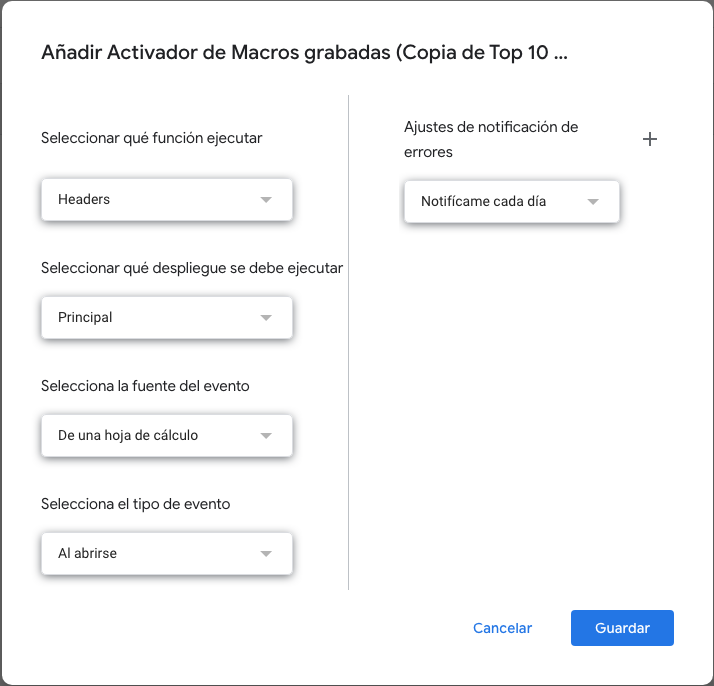 Añadir Activador de Macros grabadas (Copia de Top 10 ...
Seleccionar qué función ejecutar
Headers
Seleccionar qué despliegue se debe ejecutar
Principal
Selecciona la fuente del evento
De una hoja de cálculo
Selecciona el tipo de evento
Al abrirse
Ajustes de notificación de
errores
+
Notifícame cada día
Cancelar
Guardar